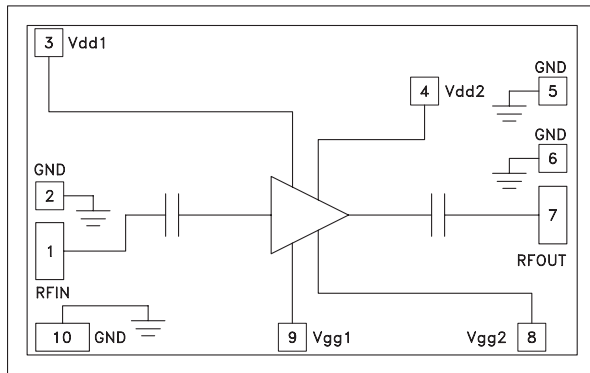 3 Vdd1
4 Vdd2
GND
5
GND
6
GND
2
1
RFIN
7
RFOUT
10 GND
9 Vgg1
Vgg2 8